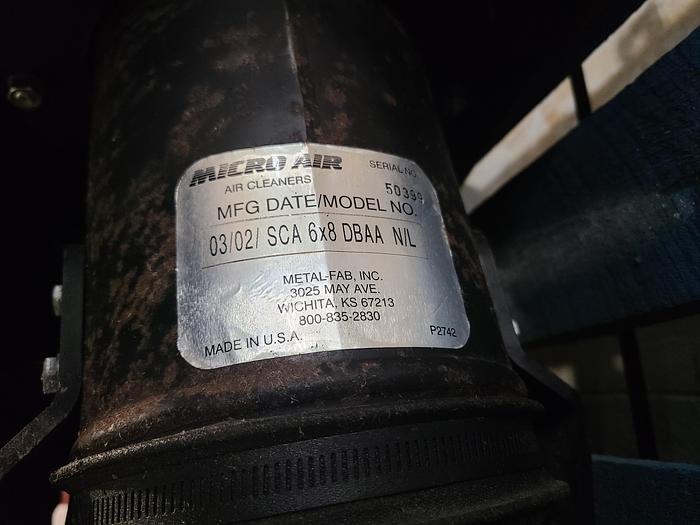 MICRO AIR
AIR CLEANERS
SERIAL NO.
50399
MFG DATE/MODEL NO.
03/02/ SCA 6x8 DBAA N/L
METAL-FAB, INC.
3025 MAY AVE.
WICHITA, KS 67213
800-835-2830
MADE IN U.S.A.
P2742